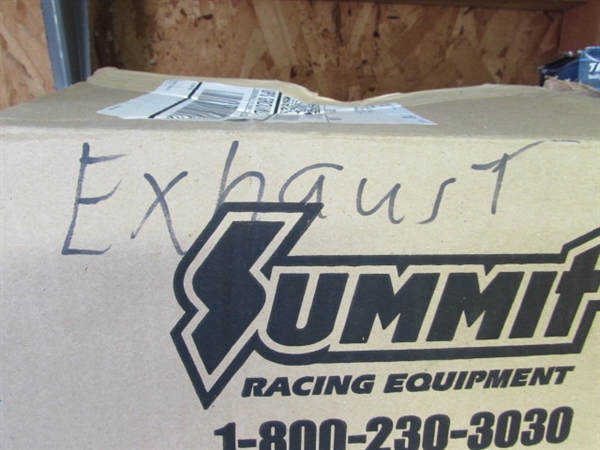 Exhaust
SUMMIT
RACING EQUIPMENT
1-800-230-3030